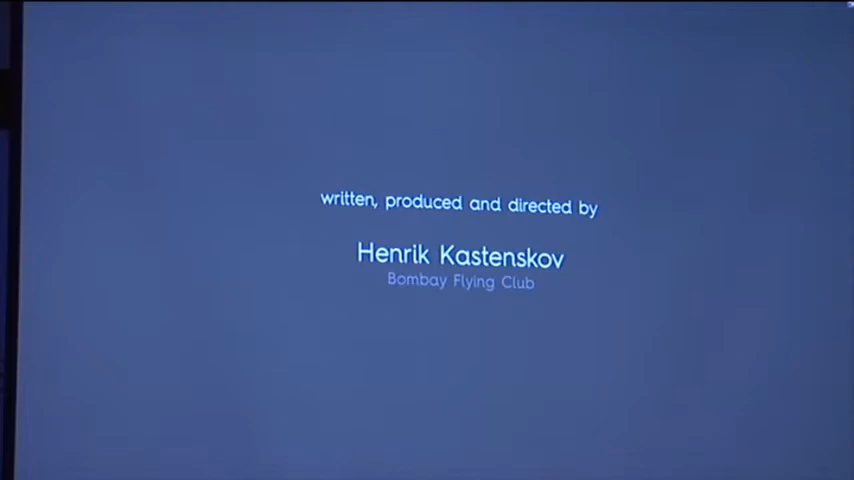 written, produced and directed by
Henrik Kastenskov
Bombay Flying Club